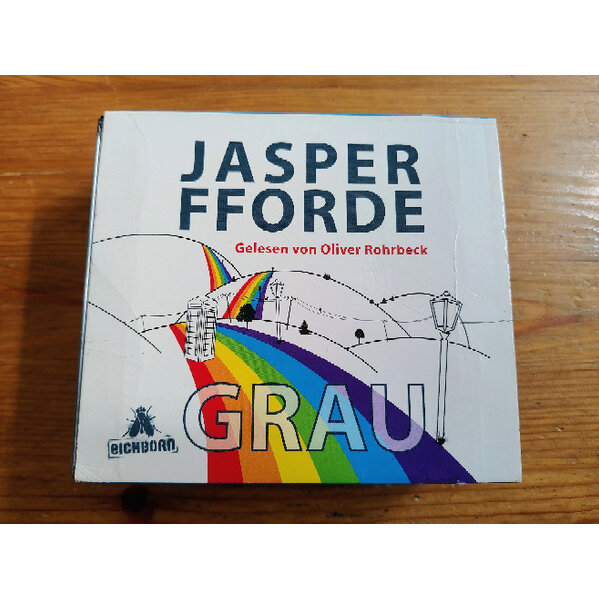 JASPER
FFORDE
Gelesen von Oliver Rohrbeck
GRAU
eichborn